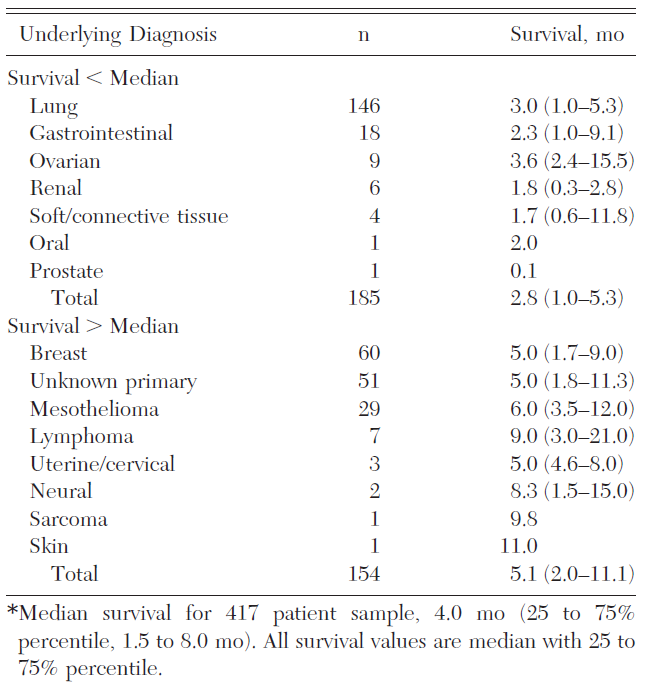 Underlying Diagnosis n Survival, mo
Survival < Median
Lung 146 3.0 (1.0–5.3)
Gastrointestinal 18 2.3 (1.0–9.1)
Ovarian 9 3.6 (2.4–15.5)
Renal 6 1.8 (0.3–2.8)
Soft/connective tissue 4 1.7 (0.6–11.8)
Oral 1 2.0
Prostate 1 0.1
Total 185 2.8 (1.0–5.3)
Survival > Median
Breast 60 5.0 (1.7–9.0)
Unknown primary 51 5.0 (1.8–11.3)
Mesothelioma 29 6.0 (3.5–12.0)
Lymphoma 7 9.0 (3.0–21.0)
Uterine/cervical 3 5.0 (4.6–8.0)
Neural 2 8.3 (1.5–15.0)
Sarcoma 1 9.8
Skin 1 11.0
Total 154 5.1 (2.0–11.1)
*Median survival for 417 patient sample, 4.0 mo (25 to 75%
percentile, 1.5 to 8.0 mo). All survival values are median with 25 to
75% percentile.